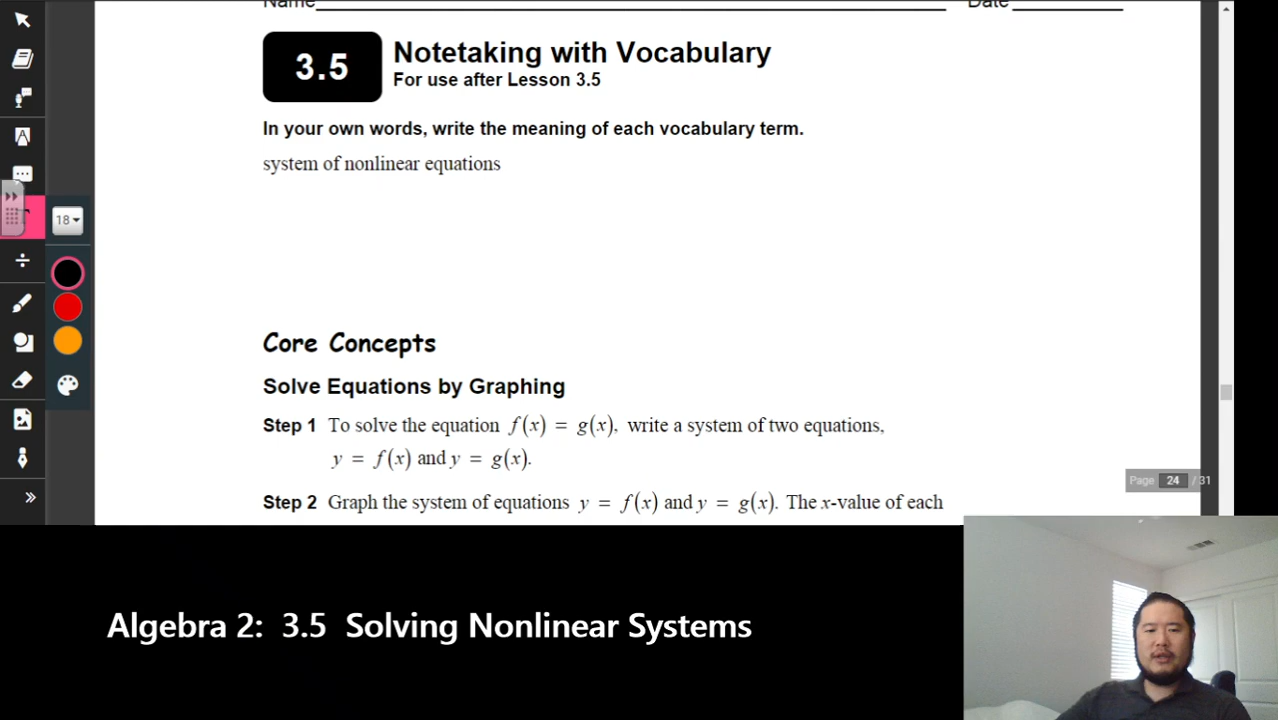 Name Date
3.5 Notetaking with Vocabulary
For use after Lesson 3.5
In your own words, write the meaning of each vocabulary term.
system of nonlinear equations
18
Core Concepts
Solve Equations by Graphing
Step 1 To solve the equation f(x) = g(x), write a system of two equations,
y = f(x) and y = g(x).
Step 2 Graph the system of equations y = f(x) and y = g(x). The x-value of each
Page 24 / 31
Algebra 2: 3.5 Solving Nonlinear Systems